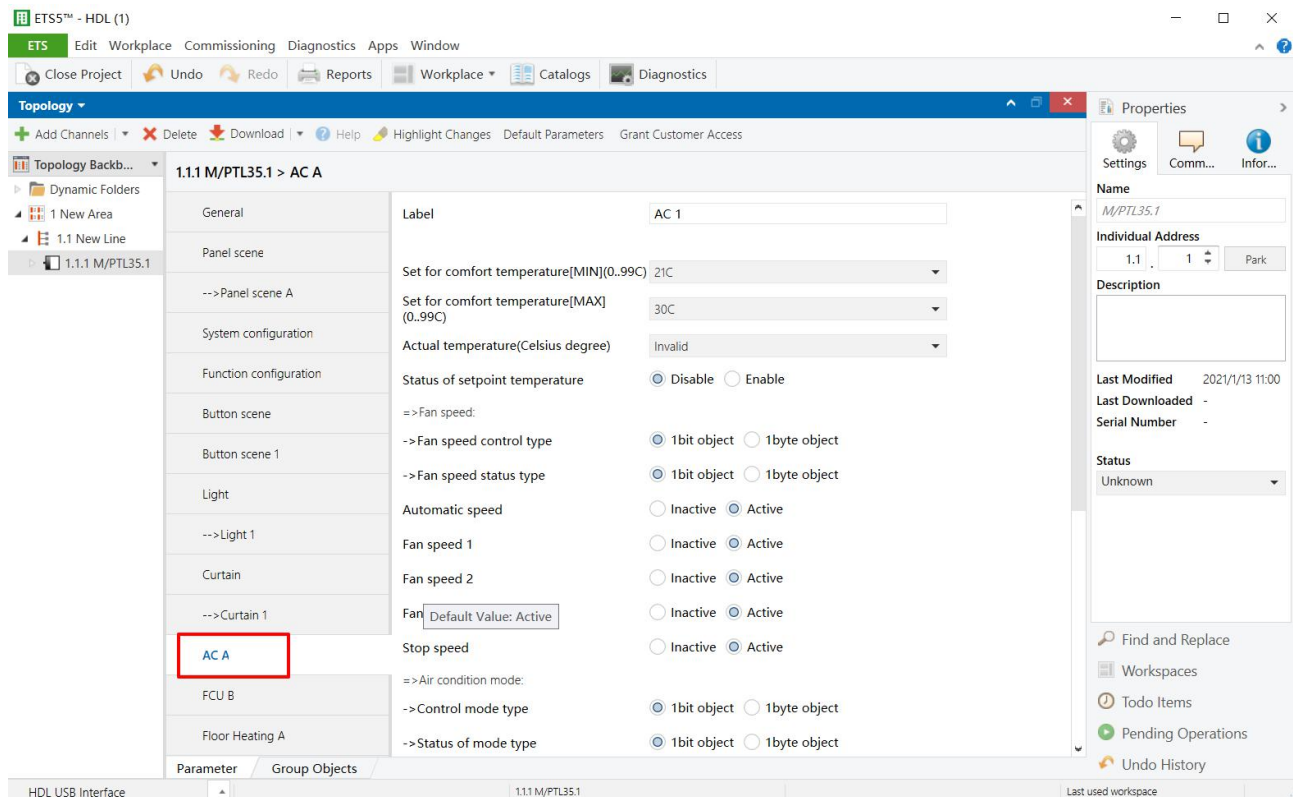 ETS5™ - HDL (1)
ETS Edit Workplace Commissioning Diagnostics Apps Window
Close Project Undo Redo Reports Workplace Catalogs Diagnostics
Topology
Add Channels Delete Download Help Highlight Changes Default Parameters Grant Customer Access
Topology Backb...
Dynamic Folders
1 New Area
1.1 New Line
1.1.1 M/PTL35.1
1.1.1 M/PTL35.1 > AC A
General
Panel scene
-->Panel scene A
System configuration
Function configuration
Button scene
Button scene 1
Light
-->Light 1
Curtain
-->Curtain 1
AC A
FCU B
Floor Heating A
Label AC 1
Set for comfort temperature[MIN](0..99C) 21C
Set for comfort temperature[MAX]
(0..99C) 30C
Actual temperature(Celsius degree) Invalid
Status of setpoint temperature Disable Enable
=>Fan speed:
->Fan speed control type 1bit object 1byte object
->Fan speed status type 1bit object 1byte object
Automatic speed Inactive Active
Fan speed 1 Inactive Active
Fan speed 2 Inactive Active
Fan Default Value: Active Inactive Active
Stop speed Inactive Active
=>Air condition mode:
->Control mode type 1bit object 1byte object
->Status of mode type 1bit object 1byte object
Parameter Group Objects
Properties
Settings Comm... Infor...
Name
M/PTL35.1
Individual Address
1.1 . 1 Park
Description
Last Modified 2021/1/13 11:00
Last Downloaded -
Serial Number -
Status
Unknown
Find and Replace
Workspaces
Todo Items
Pending Operations
Undo History
HDL USB Interface 1.1.1 M/PTL35.1 Last used workspace